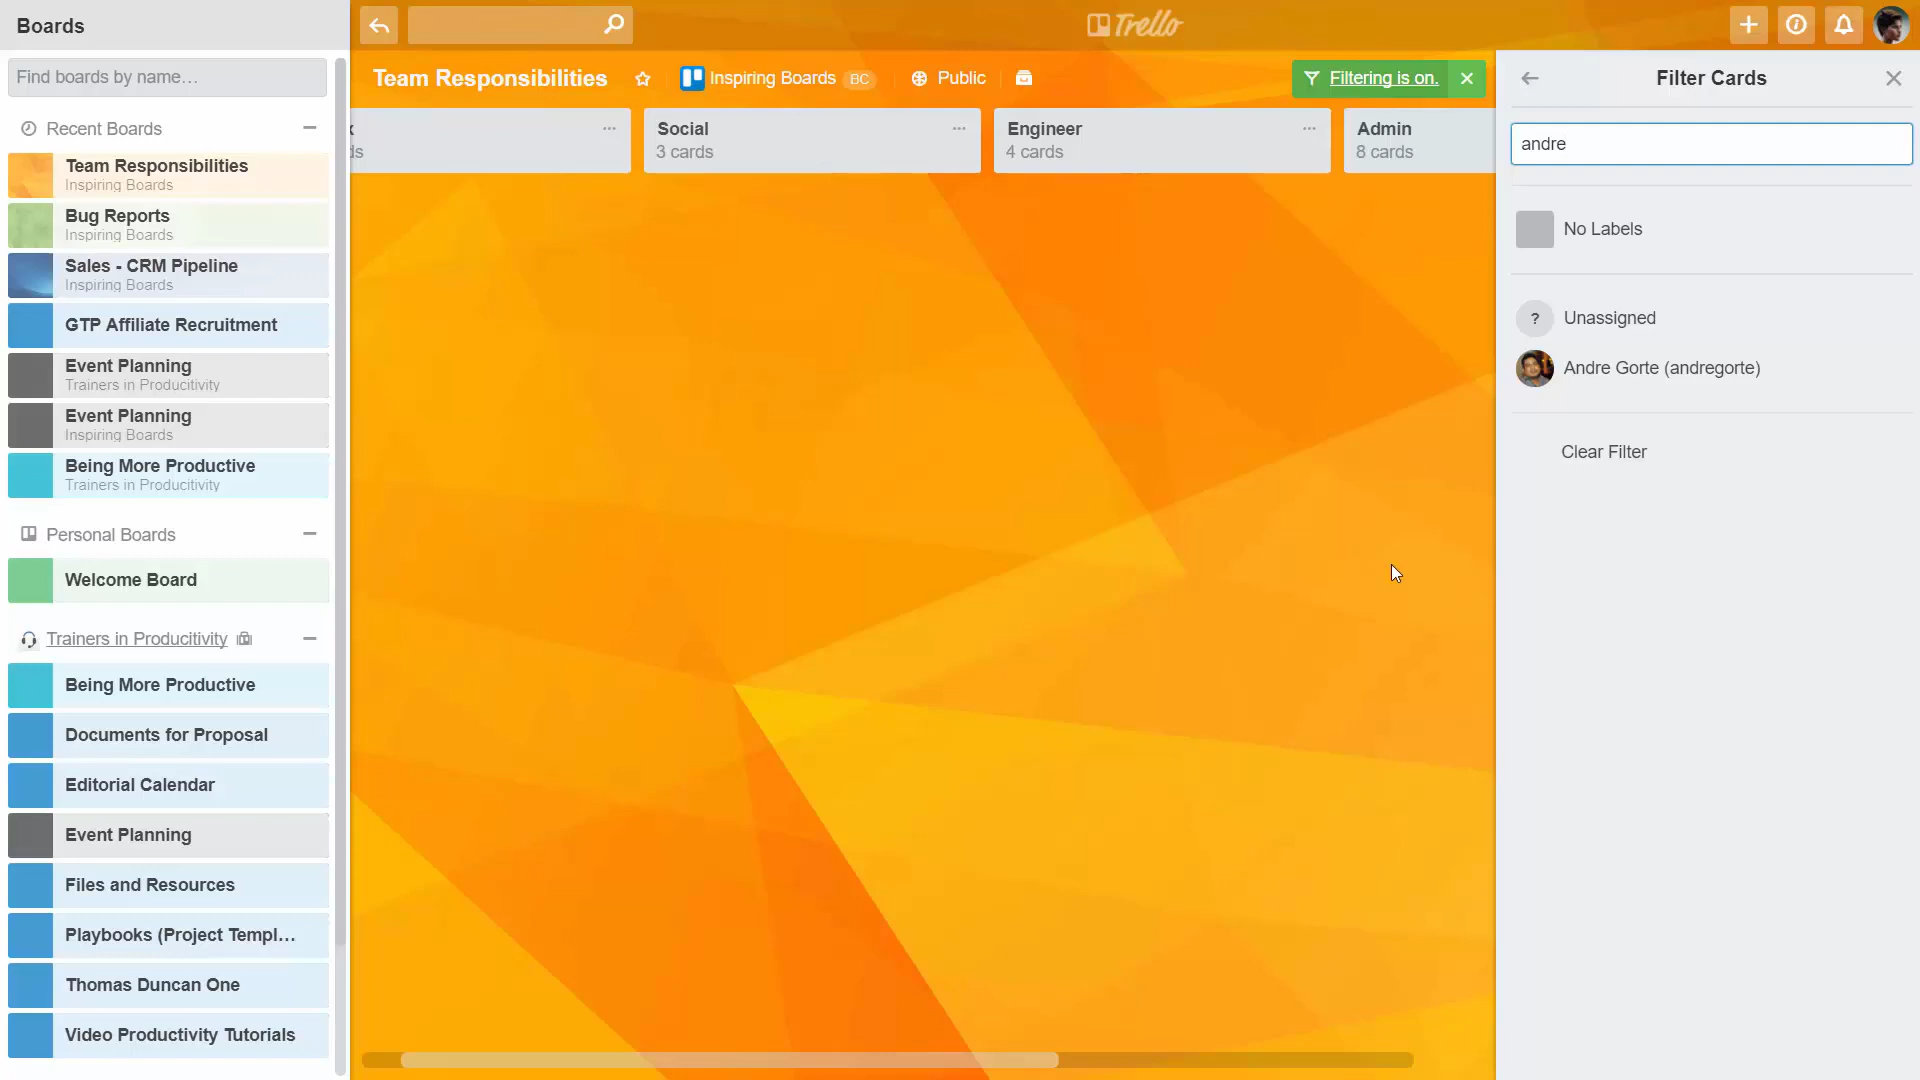 Boards
Find boards by name…
Recent Boards
Team Responsibilities
Inspiring Boards
Bug Reports
Inspiring Boards
Sales - CRM Pipeline
Inspiring Boards
GTP Affiliate Recruitment
Event Planning
Trainers in Producitivity
Event Planning
Inspiring Boards
Being More Productive
Trainers in Producitivity
Personal Boards
Welcome Board
Trainers in Producitivity
Being More Productive
Documents for Proposal
Editorial Calendar
Event Planning
Files and Resources
Playbooks (Project Templ…
Thomas Duncan One
Video Productivity Tutorials
Trello
Team Responsibilities
Inspiring Boards BC
Public
Filtering is on.
Social
3 cards
Engineer
4 cards
Admin
8 cards
Filter Cards
andre
No Labels
? Unassigned
Andre Gorte (andregorte)
Clear Filter